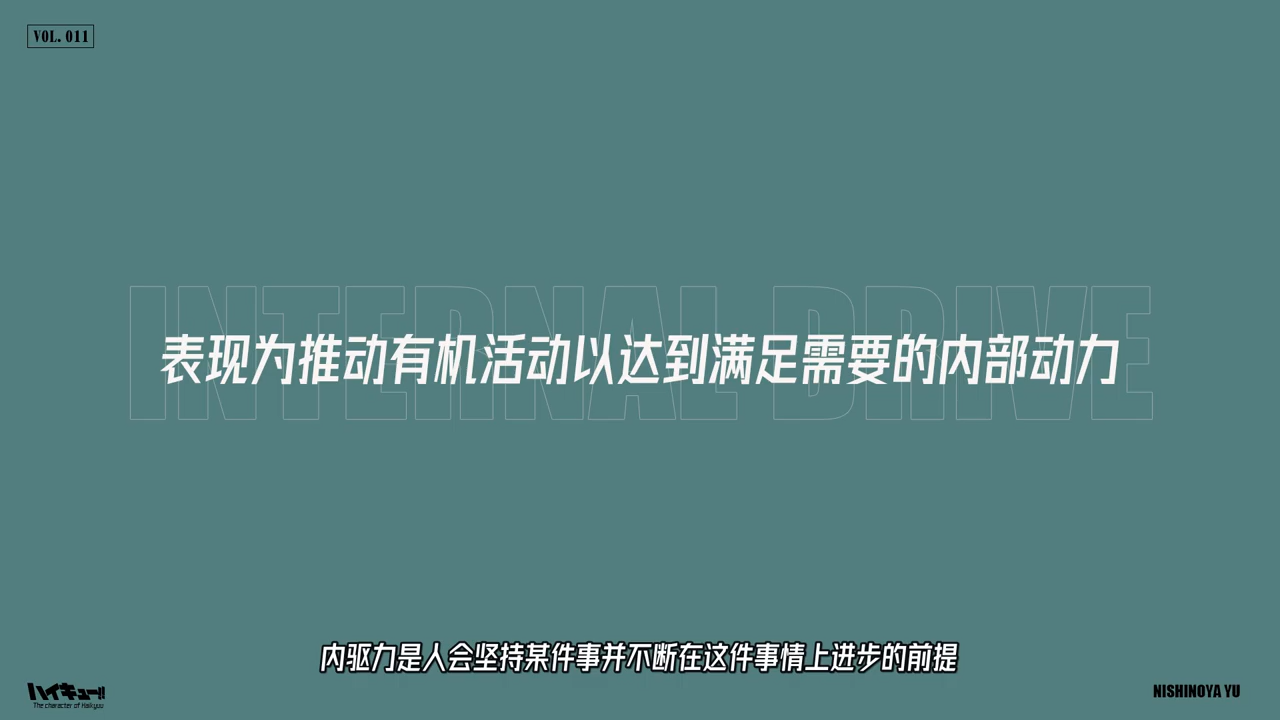 VOL. 011
INTERNAL DRIVE
表现为推动有机活动以达到满足需要的内部动力
内驱力是人会坚持某件事并不断在这件事情上进步的前提
ハイキュー!!
The character of Haikyuu
NISHINOYA YU